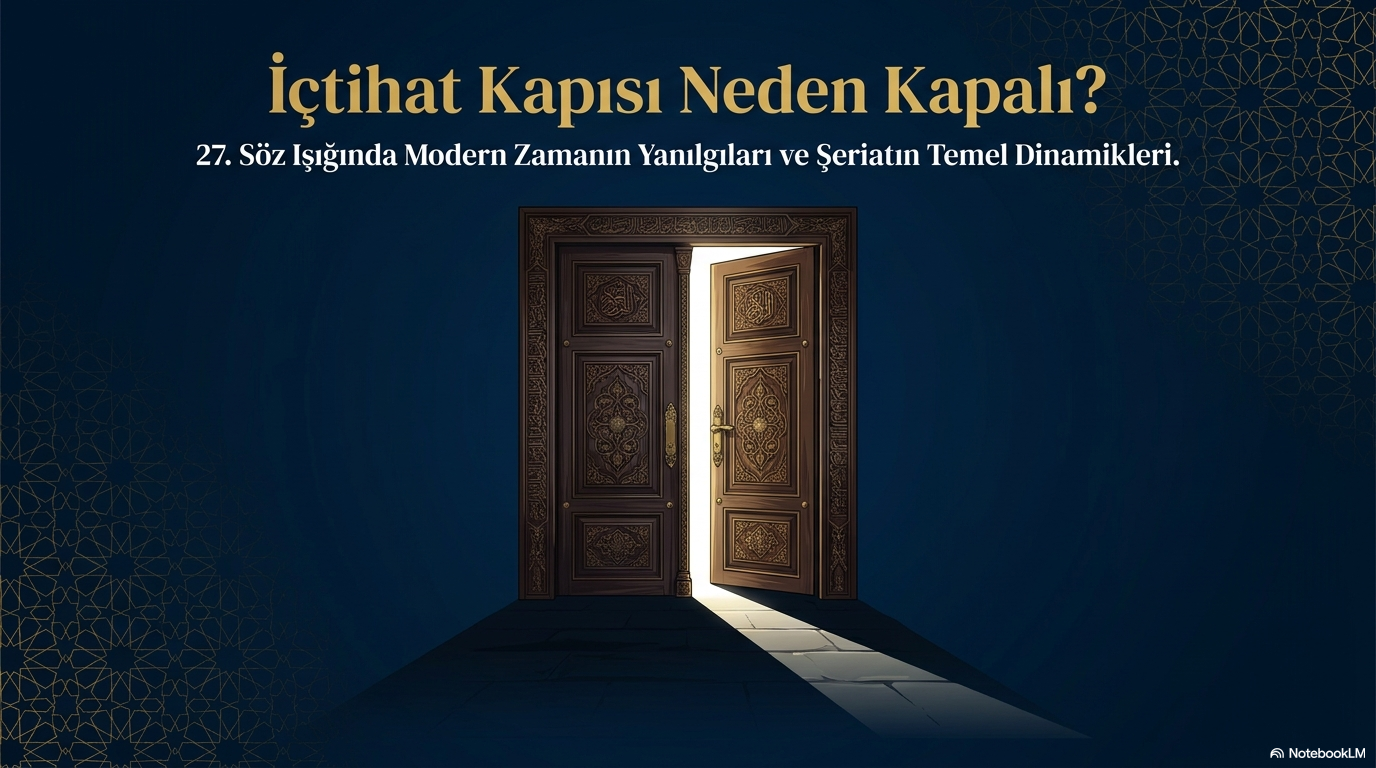 İçtihat Kapısı Neden Kapalı?
27. Söz Işığında Modern Zamanın Yanılgıları ve Şeriatın Temel Dinamikleri.
NotebookLM